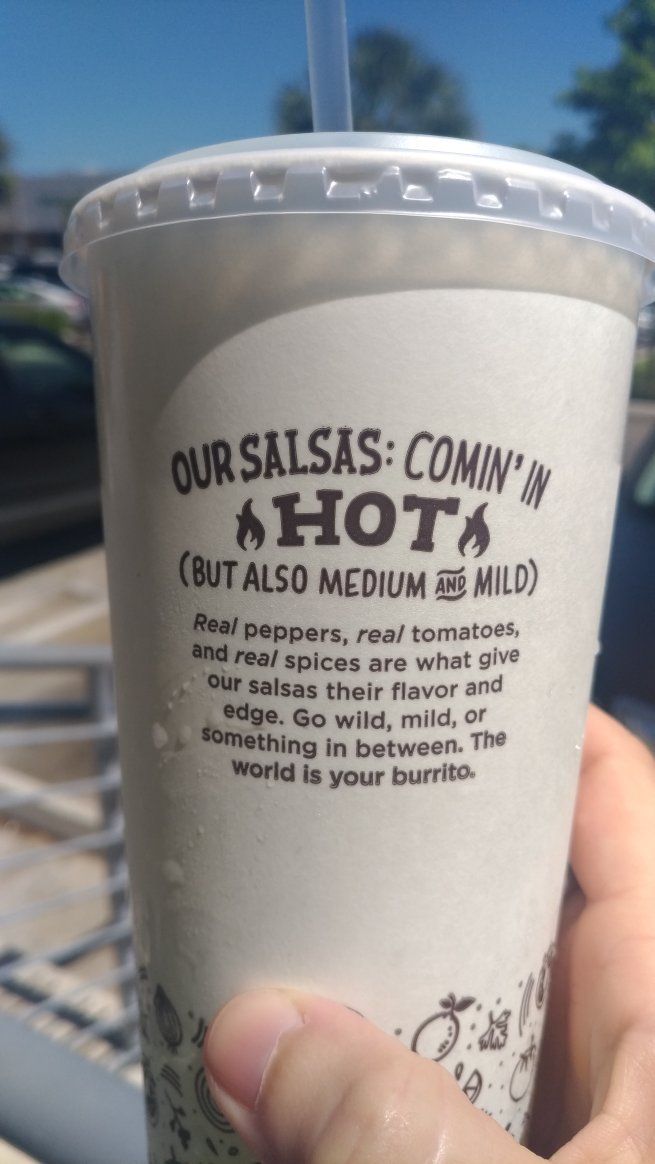 OUR SALSAS: COMIN' IN
HOT
(BUT ALSO MEDIUM AND MILD)
Real peppers, real tomatoes,
and real spices are what give
our salsas their flavor and
edge. Go wild, mild, or
something in between. The
world is your burrito.